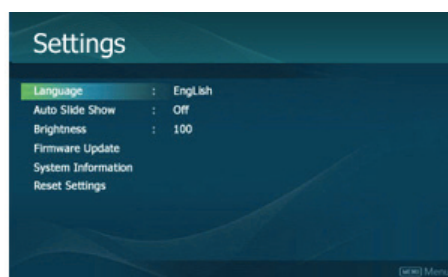 Settings
Language : EngLish
Auto Slide Show : Off
Brightness : 100
Firmware Update
System Information
Reset Settings
Menu